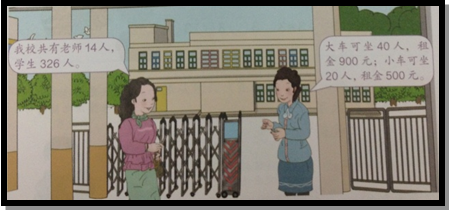 我校共有老师14人，
学生326人。
大车可坐40人，租
金900元；小车可坐
20人，租金500元。